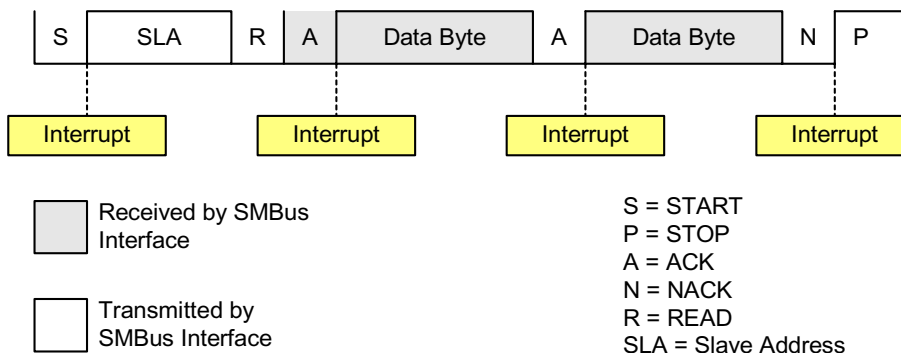 S SLA R A Data Byte A Data Byte N P
Interrupt Interrupt Interrupt Interrupt
Received by SMBus
Interface
Transmitted by
SMBus Interface
S = START
P = STOP
A = ACK
N = NACK
R = READ
SLA = Slave Address